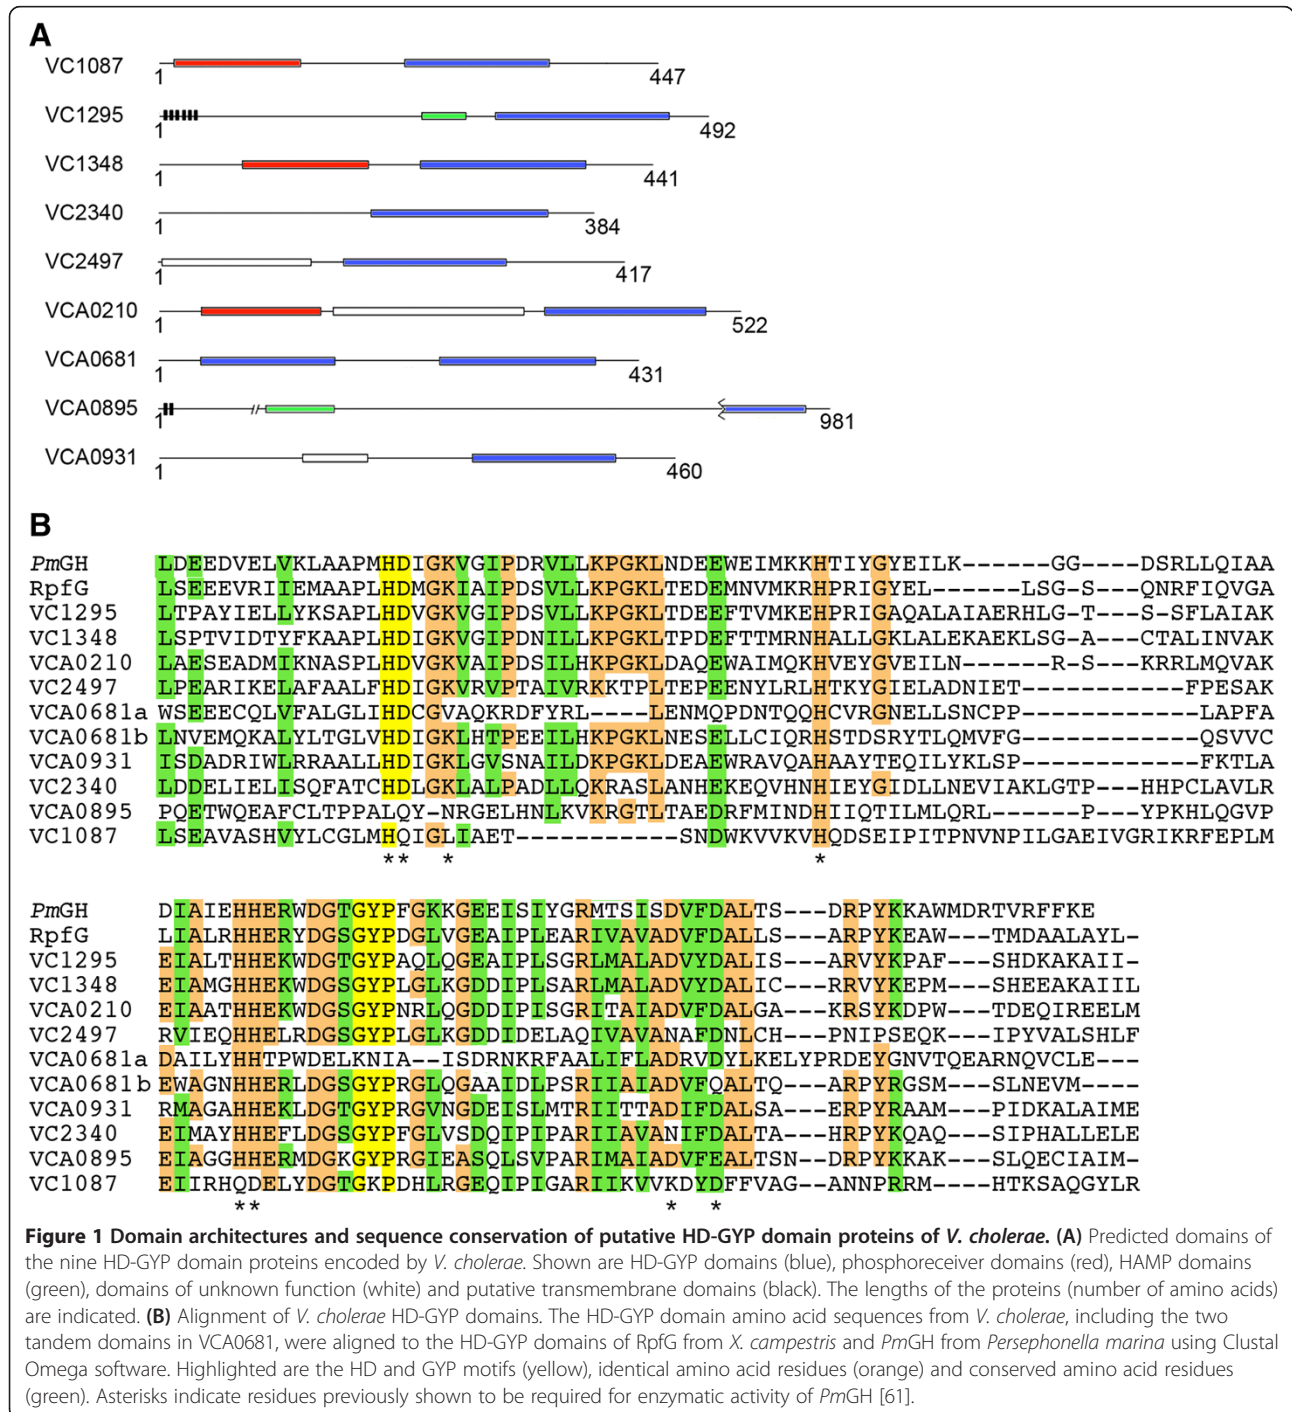 A
VC1087
1
447
VC1295
1
492
VC1348
1
441
VC2340
1
384
VC2497
1
417
VCA0210
1
522
VCA0681
1
431
VCA0895
1
//
981
VCA0931
1
460
B
PmGH LDEEDVELVKLAAPMHDIGKVGIPDRVLLKPGKLNDEEWEIMKKHTIYGYEILK------GG---DSRLLQIAA
RpfG LSEEEVRIIEMAAPLHDMGKIAIPDSVLLKPGKLTEDEMNVMKRHPRIGYEL------LSG-S---QNRFIQVGA
VC1295 LTPAYIELLYKSAPLHDVGKVGIPDSVLLKPGKLTDEEFTVMKEHPRIGAQALAIAERHLG-T---S-SFLAIAK
VC1348 LSPTVIDTYFKAAPLHDIGKVGIPDNILLKPGKLTPDEFTTMRNHALLGKLALEKAEKLSG-A---CTALINVAK
VCA0210 LAESEADMIKNASPLHDVGKVAIPDSILHKPGKLDAQEWAIMQKHVEYGVEILN------R-S---KRRLMQVAK
VC2497 LPEARIKELAFAALFHDIGKVRVPTAIVRKKTPLTEPEENYLRLHTKYGIELADNIET-----------FPESAK
VCA0681a WSEEECQLVFALGLIHDCGVAQKRDFYRL----LENMQPDNTQQHCVRGNELLSNCPP------------LAPFA
VCA0681b LNVEMQKALYLTGLVHDIGKLHTPEEILHKPGKLNESELLCIQRHSTDSRYTLQMVFG------------QSVVC
VCA0931 ISDADRIWLRRAALLHDIGKLGVSNAILDKPGKLDEAEWRAVQAHAAYTEQILYKLSP------------FKTLA
VC2340 LDDELIELISQFATCHDLGKLALPADLLQKRASLANHEKEQVHNHIEYGIDLLNEVIAKLGTP---HHPCLAVLR
VCA0895 PQETWQEAFCLTPPALQY-NQGELHNLKVKRGTLTAEDRFMINDHIIQTILMLQRL------P---YPKHLQGVP
VC1087 LSEAVASHVYLCGLMHQIGLIAET-----------SNDWKVVKVHQDSEIPITPNVNPILGAEIVGRIKRFEPLM
** * *
PmGH DIAIEHHERWDGTGYPFGKKGEEISIYGRMTSISDVFDALTS---DRPYKKAWMDRTVRFFKE
RpfG LIALRHHERYDGSGYPDGLVGEAIPLEARIVAVADVFDALLS---ARPYKEAW---TMDAALAYL-
VC1295 EIALTHHEKWDGTGYPAQLQGEAIPLSGRLMALADVYDALIS---ARVYKPAF---SHDKAKAII-
VC1348 EIAMGHHEKWDGSGYPLGLKGDDIPLSARLMALADVYDALIC---RRVYKEPM---SHEEAKAIIL
VCA0210 EIAATHHEKWDGSGYPNRLQGDDIPISGRITAIADVFDALGA---KRSYKDPW---TDEQIREELM
VC2497 RVIEQHHELRDGSGYPLGLKGDDIDELAQIVAVANAFDNLCH---PNIPSEQK---IPYVALSHLF
VCA0681a DAILYHHTPWDELKNIA--ISDRNKRFAALIFLADRVDYLKELYPRDEYGNVTQEARNQVCLE---
VCA0681b EWAGNHHERLDGSGYPRGLQGAAIDLPSRIIAIADVFQALTQ---ARPYRGSM---SLNEVM----
VCA0931 RMAGAHHEKLDGTGYPRGVNGDEISLMTRIITTADIFDALSA---ERPYRAAM---PIDKALAIME
VC2340 EIMAYHHEFLDGSGYPFGLVSDQIPIPARIIAVANIFDALTA---HRPYKQAQ---SIPHALLELE
VCA0895 EIAGGHHERMDGKGYPRGIEASQLSVPARIMAIADVFEALTSN--DRPYKKAK---SLQECIAIM-
VC1087 EIIRHQDELYDGTGKPDHLRGEQIPIGARIIKVVKDYDFFVAG--ANNPRRM---HTKSAQGYLR
** * *
Figure 1 Domain architectures and sequence conservation of putative HD-GYP domain proteins of V. cholerae. (A) Predicted domains of
the nine HD-GYP domain proteins encoded by V. cholerae. Shown are HD-GYP domains (blue), phosphoreceiver domains (red), HAMP domains
(green), domains of unknown function (white) and putative transmembrane domains (black). The lengths of the proteins (number of amino acids)
are indicated. (B) Alignment of V. cholerae HD-GYP domains. The HD-GYP domain amino acid sequences from V. cholerae, including the two
tandem domains in VCA0681, were aligned to the HD-GYP domains of RpfG from X. campestris and PmGH from Persephonella marina using Clustal
Omega software. Highlighted are the HD and GYP motifs (yellow), identical amino acid residues (orange) and conserved amino acid residues
(green). Asterisks indicate residues previously shown to be required for enzymatic activity of PmGH [61].